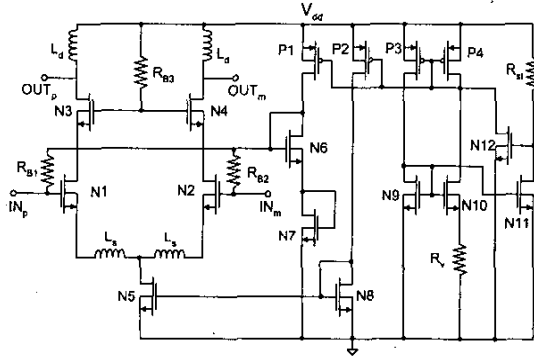 V_dd
L_d
L_d
P1
P2
P3
P4
R_B3
R_st
OUT_p
OUT_m
N3
N4
N12
N6
R_B1
R_B2
N1
N2
N9
N10
N11
IN_p
IN_m
N7
L_s
L_s
R_v
N5
N8